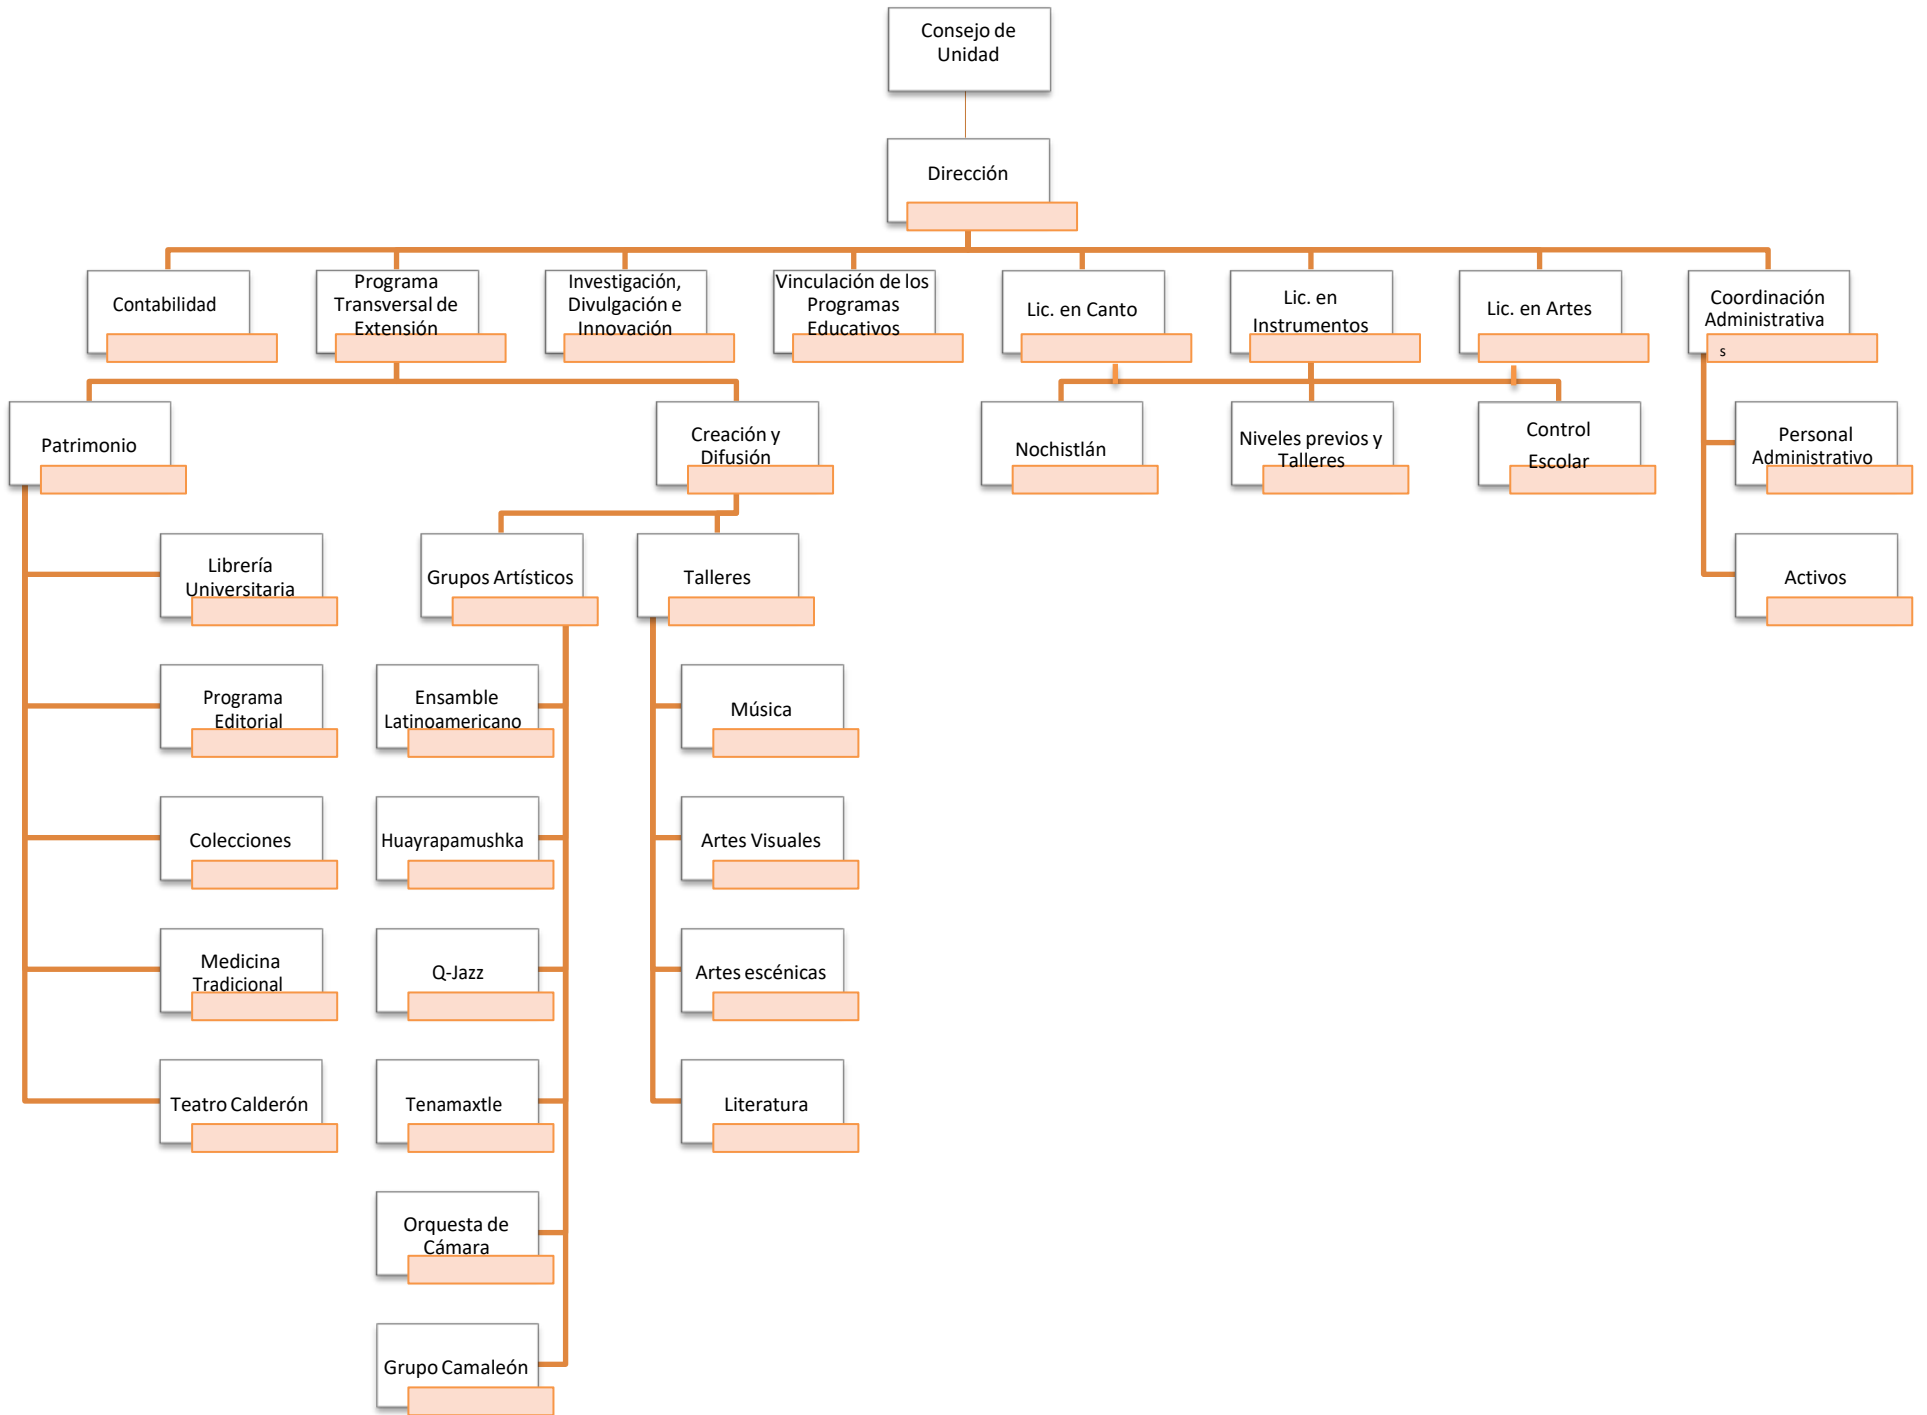 Consejo de
Unidad
Dirección
Contabilidad
Programa
Transversal de
Extensión
Investigación,
Divulgación e
Innovación
Vinculación de los
Programas
Educativos
Lic. en Canto
Lic. en
Instrumentos
Lic. en Artes
Coordinación
Administrativa
s
Patrimonio
Creación y
Difusión
Nochistlán
Niveles previos y
Talleres
Control
Escolar
Personal
Administrativo
Librería
Universitaria
Grupos Artísticos
Talleres
Activos
Programa
Editorial
Ensamble
Latinoamericano
Música
Colecciones
Huayrapamushka
Artes Visuales
Medicina
Tradicional
Q-Jazz
Artes escénicas
Teatro Calderón
Tenamaxtle
Literatura
Orquesta de
Cámara
Grupo Camaleón